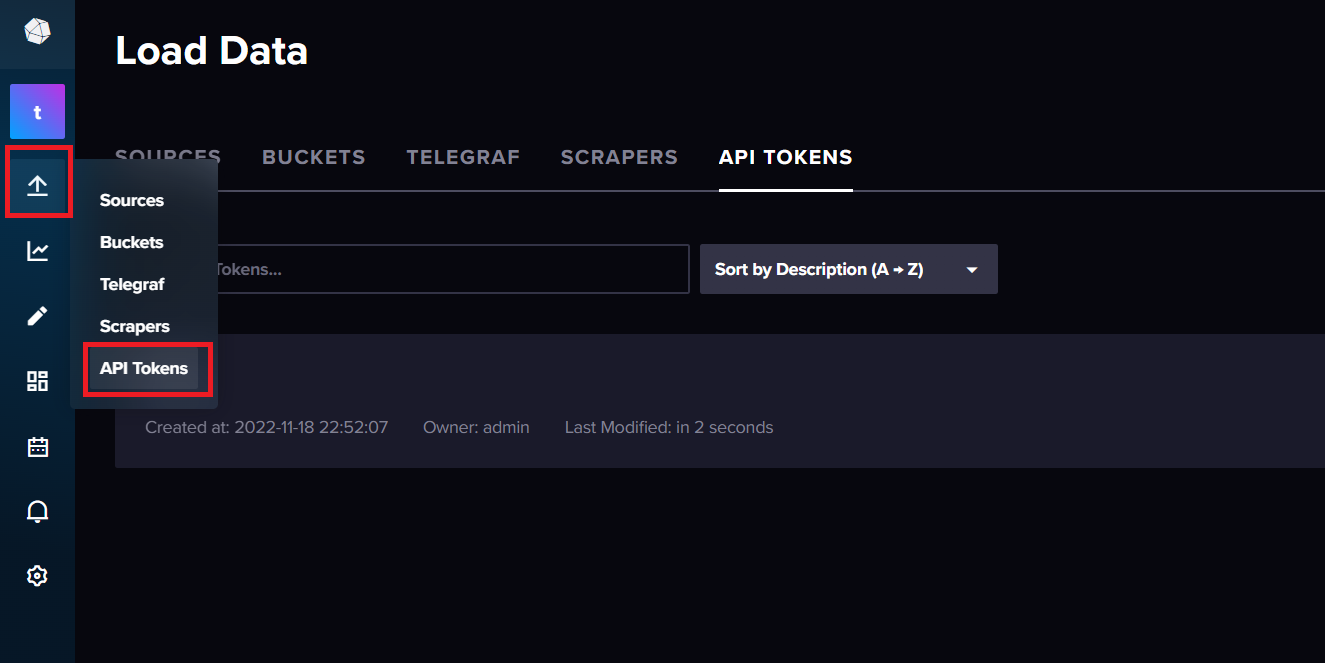 Load Data
t
SOURCES
BUCKETS
TELEGRAF
SCRAPERS
API TOKENS
Sources
Buckets
Telegraf
Scrapers
API Tokens
Tokens...
Sort by Description (A → Z)
Created at: 2022-11-18 22:52:07
Owner: admin
Last Modified: in 2 seconds